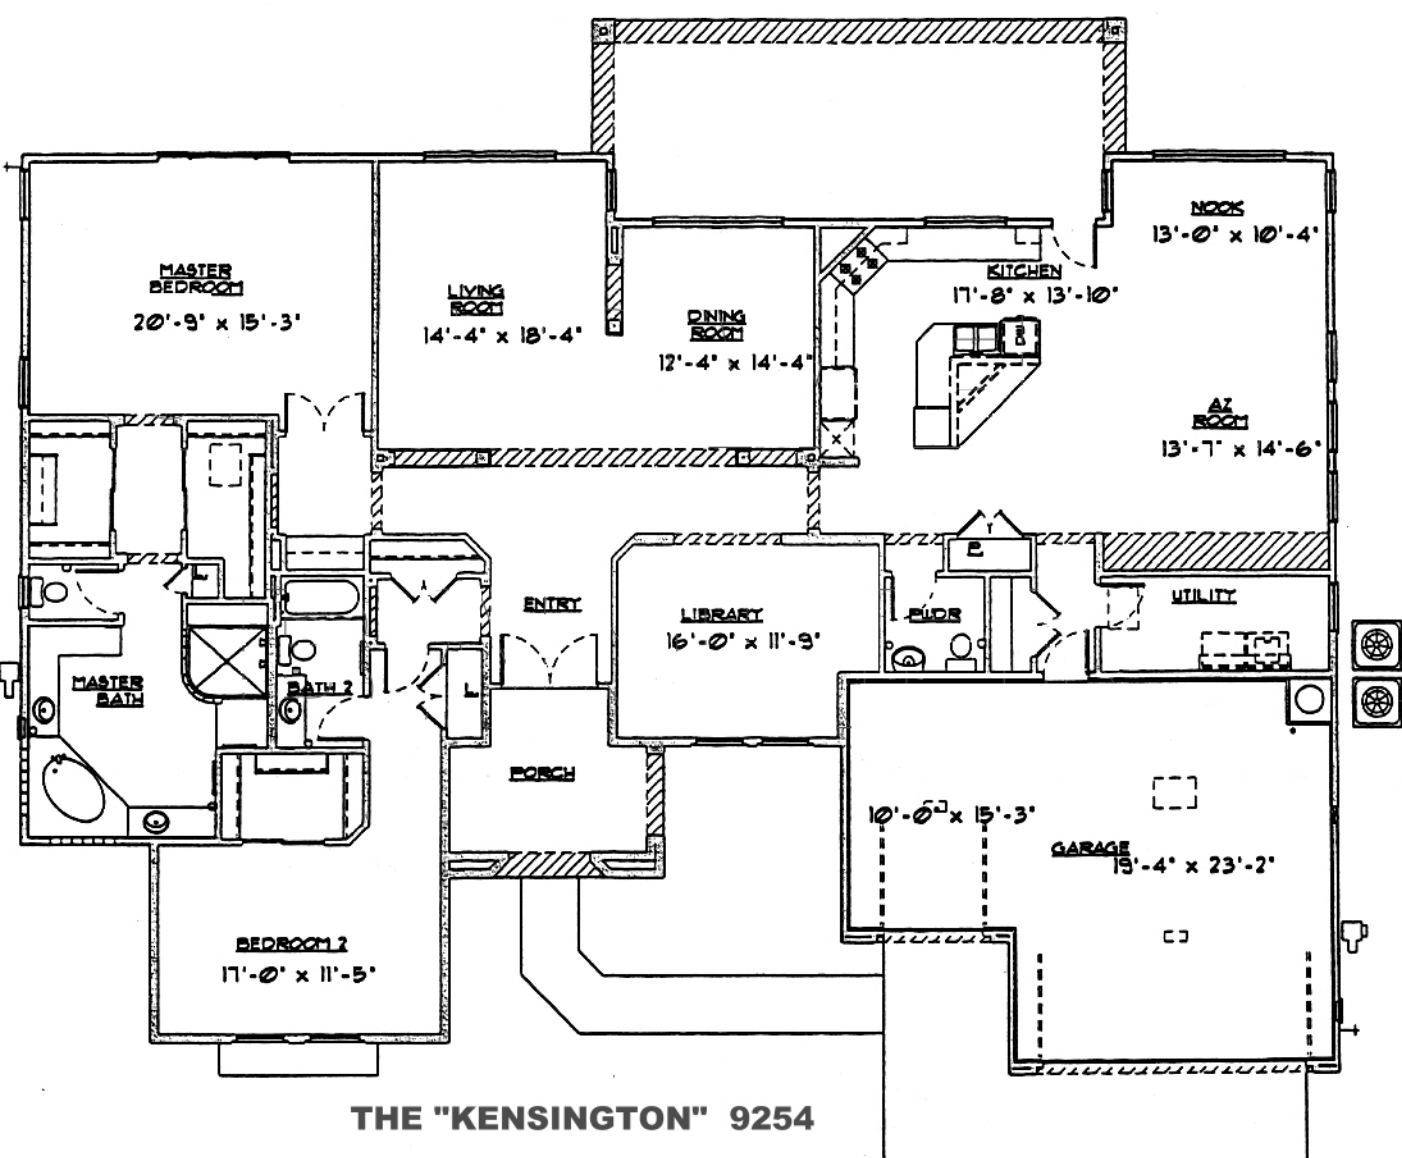 NOOK
13'-0" x 10'-4"
MASTER
BEDROOM
20'-9" x 15'-3"
LIVING
ROOM
14'-4" x 18'-4"
DINING
ROOM
12'-4" x 14'-4"
KITCHEN
17'-8" x 13'-10"
DW
AZ
ROOM
13'-7" x 14'-6"
P.
L
ENTRY
LIBRARY
16'-0" x 11'-9"
PWDR
UTILITY
MASTER
BATH
BATH 2
L
PORCH
10'-0" x 15'-3"
GARAGE
19'-4" x 23'-2"
BEDROOM 2
17'-0" x 11'-5"
THE "KENSINGTON" 9254